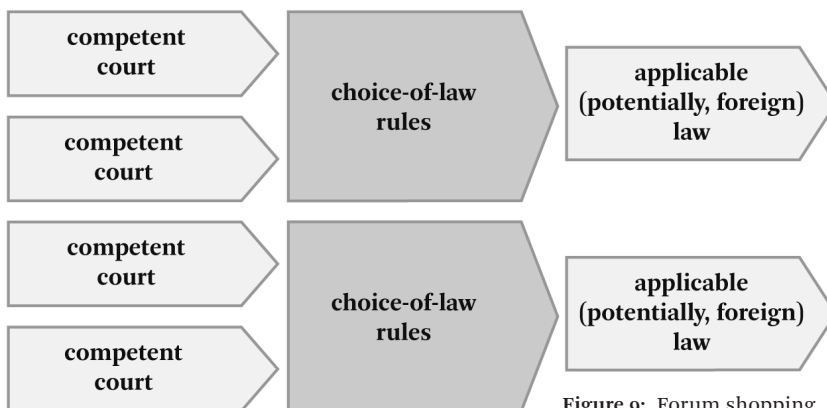 competent
court
choice-of-law
rules
applicable
(potentially, foreign)
law
competent
court
competent
court
choice-of-law
rules
applicable
(potentially, foreign)
law
competent
court
Figure 9: Forum shopping